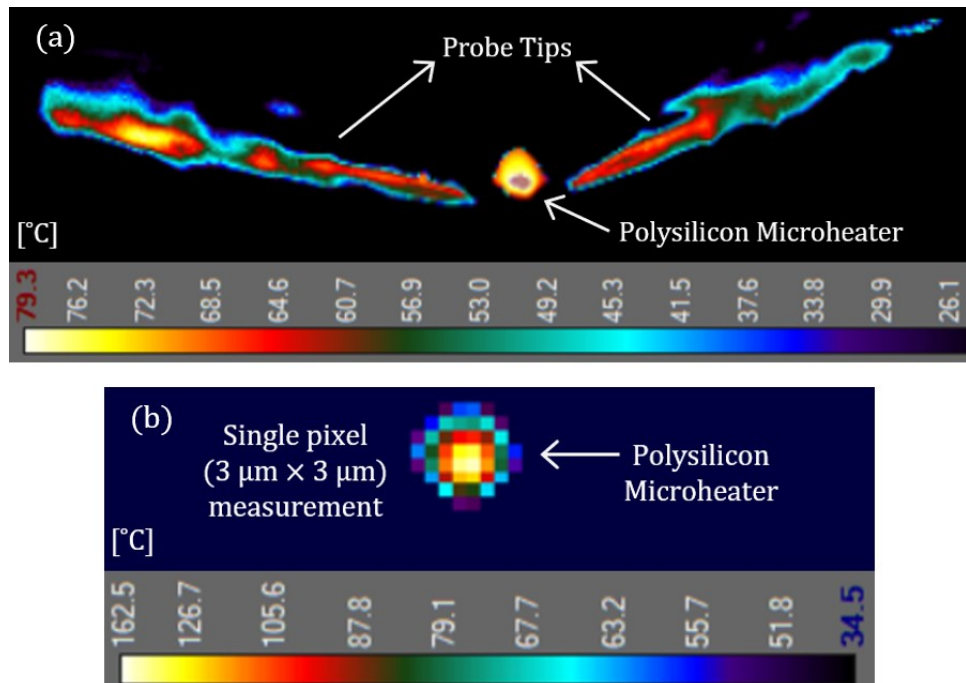 (a)
Probe Tips
Polysilicon Microheater
[˚C]
79.3 76.2 72.3 68.5 64.6 60.7 56.9 53.0 49.2 45.3 41.5 37.6 33.8 29.9 26.1
(b)
Single pixel
(3 μm × 3 μm)
measurement
Polysilicon
Microheater
[˚C]
162.5 126.7 105.6 87.8 79.1 67.7 63.2 55.7 51.8 34.5